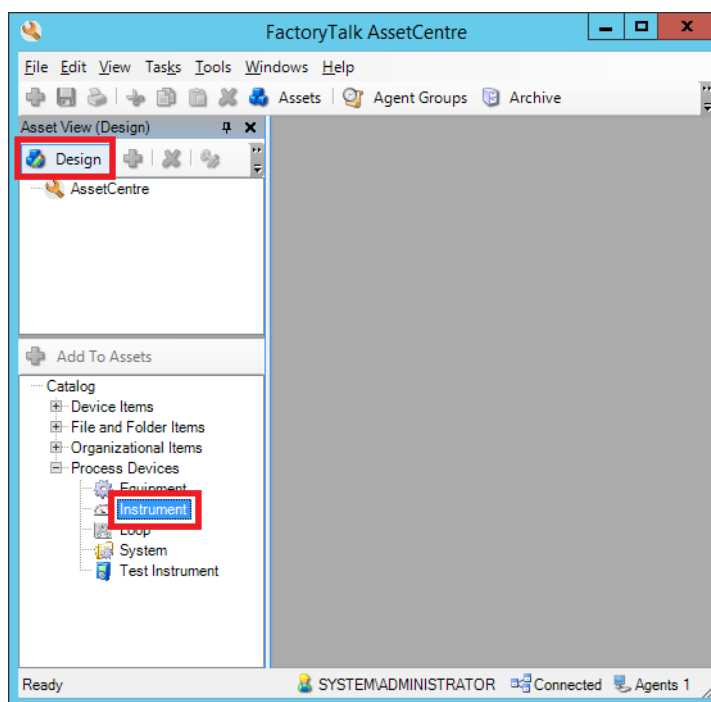 FactoryTalk AssetCentre
File Edit View Tasks Tools Windows Help
Assets Agent Groups Archive
Asset View (Design)
Design
AssetCentre
Add To Assets
Catalog
Device Items
File and Folder Items
Organizational Items
Process Devices
Equipment
Instrument
Loop
System
Test Instrument
Ready SYSTEM\ADMINISTRATOR Connected Agents 1